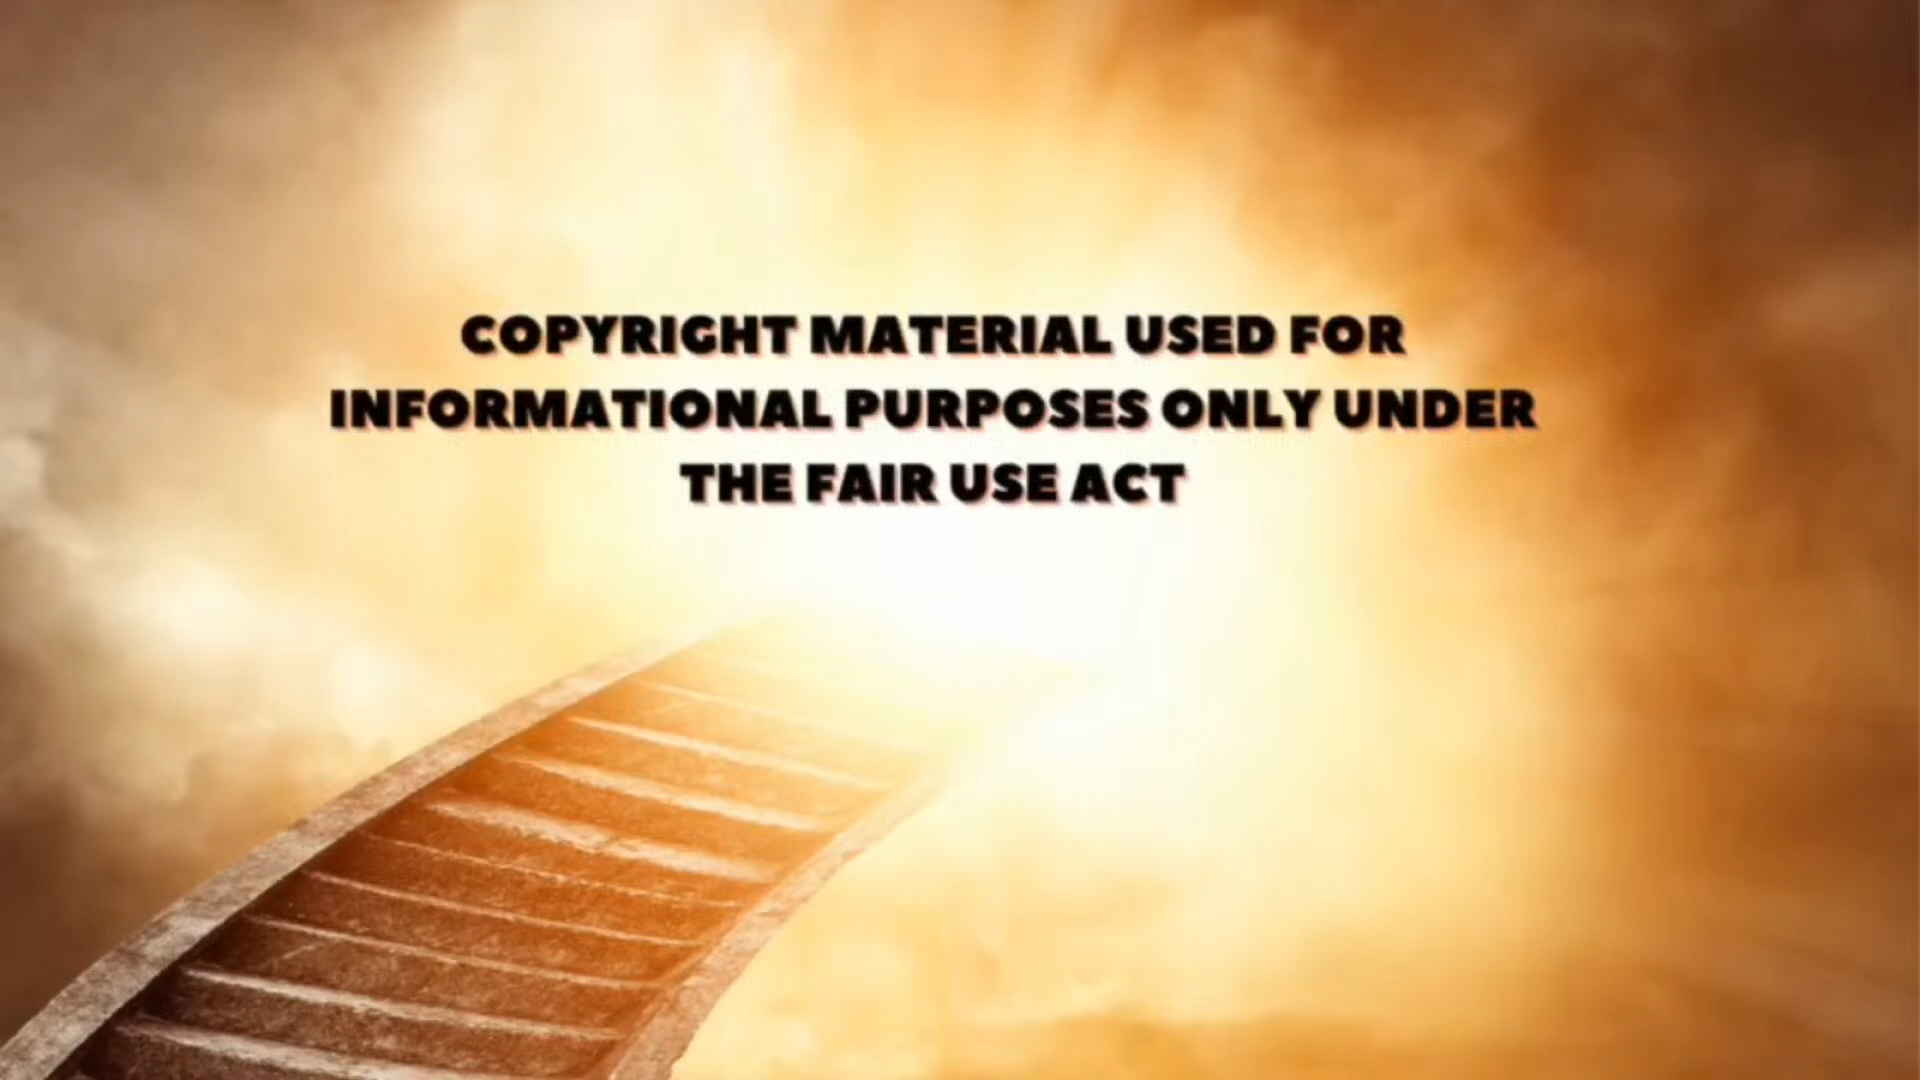 COPYRIGHT MATERIAL USED FOR
INFORMATIONAL PURPOSES ONLY UNDER
THE FAIR USE ACT